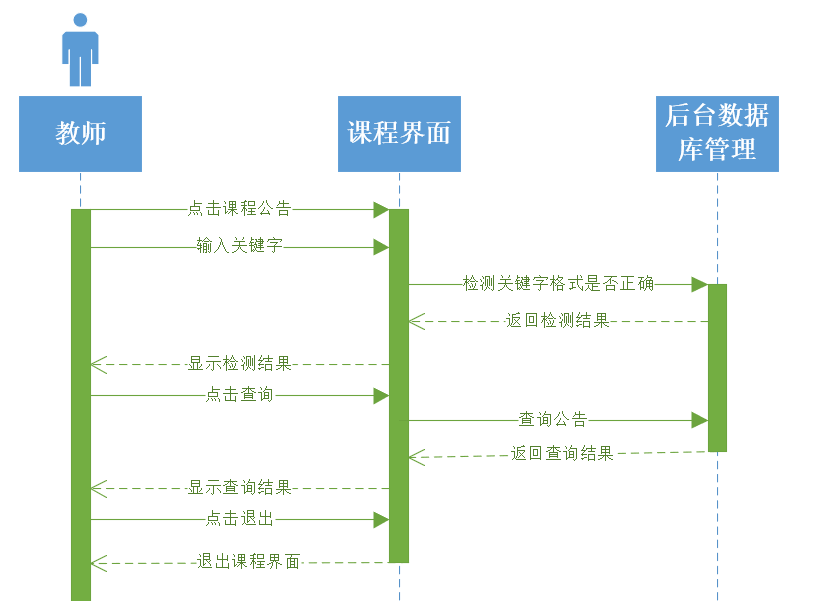 教师
课程界面
后台数据
库管理
点击课程公告
输入关键字
检测关键字格式是否正确
返回检测结果
显示检测结果
点击查询
查询公告
返回查询结果
显示查询结果
点击退出
退出课程界面